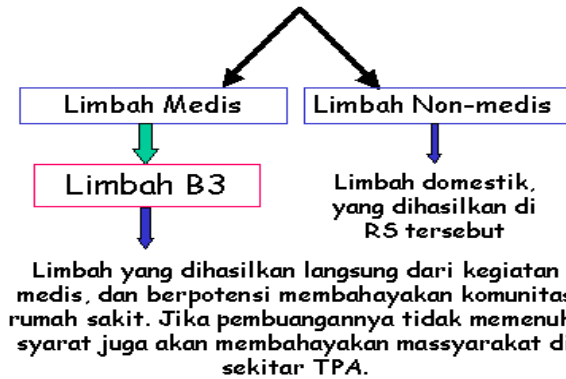 Limbah Medis
Limbah Non-medis
Limbah B3
Limbah domestik,
yang dihasilkan di
RS tersebut
Limbah yang dihasilkan langsung dari kegiatan
medis, dan berpotensi membahayakan komunitas
rumah sakit. Jika pembuangannya tidak memenuh
syarat juga akan membahayakan massyarakat di
sekitar TPA.